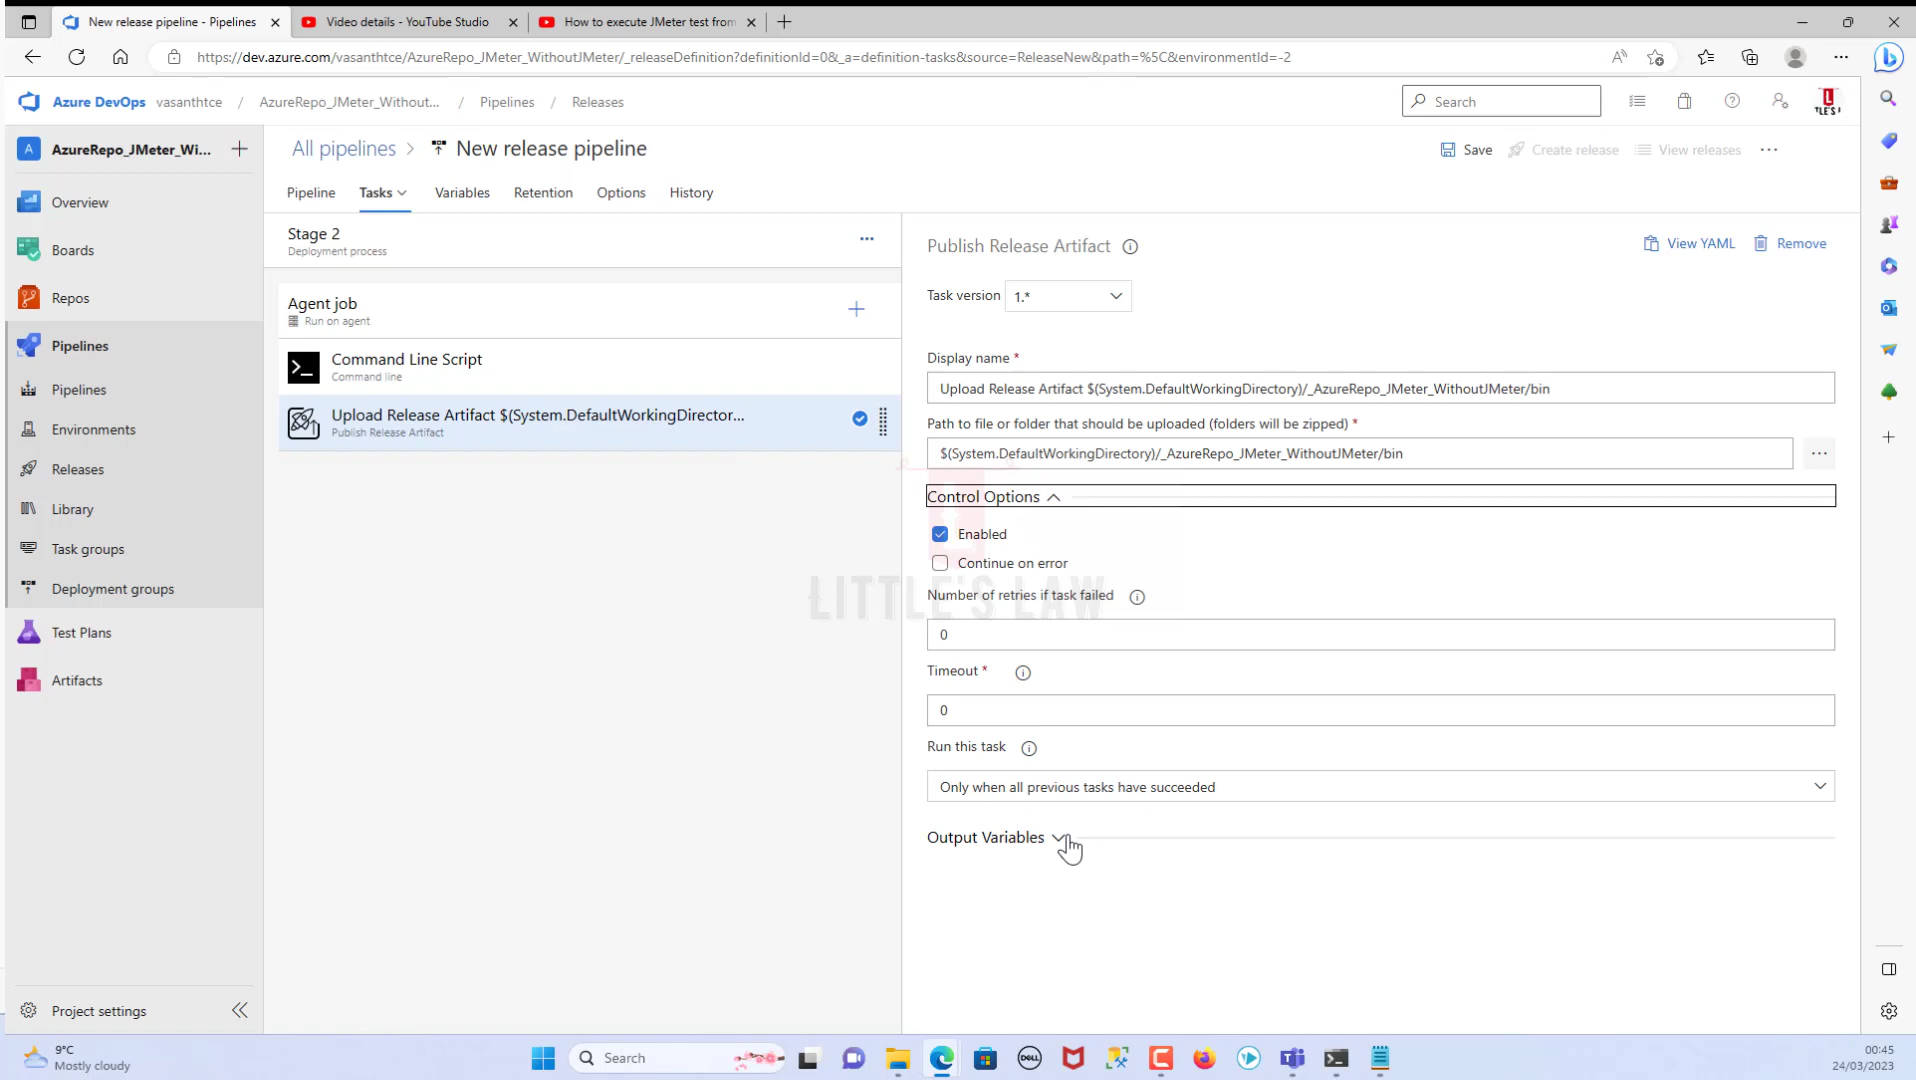 New release pipeline - Pipelines
Video details - YouTube Studio
How to execute JMeter test from
https://dev.azure.com/vasanthtce/AzureRepo_JMeter_WithoutJMeter/_releaseDefinition?definitionId=0&_a=definition-tasks&source=ReleaseNew&path=%5C&environmentId=-2
Azure DevOps vasanthtce / AzureRepo_JMeter_Without... / Pipelines / Releases
Search
A AzureRepo_JMeter_Wi...
All pipelines > New release pipeline
Save Create release View releases
Overview
Pipeline Tasks Variables Retention Options History
Boards
Stage 2
Deployment process
Publish Release Artifact
View YAML Remove
Repos
Agent job
Run on agent
Task version 1.*
Pipelines
Command Line Script
Command line
Display name *
Upload Release Artifact $(System.DefaultWorkingDirectory)/_AzureRepo_JMeter_WithoutJMeter/bin
Pipelines
Upload Release Artifact $(System.DefaultWorkingDirector...
Publish Release Artifact
Path to file or folder that should be uploaded (folders will be zipped) *
$(System.DefaultWorkingDirectory)/_AzureRepo_JMeter_WithoutJMeter/bin
Environments
Releases
Control Options
Library
Enabled
Task groups
Continue on error
Deployment groups
LITTLE'S LAW
Number of retries if task failed
0
Test Plans
Timeout *
0
Artifacts
Run this task
Only when all previous tasks have succeeded
Output Variables
Project settings
9°C
Mostly cloudy
Search
DELL
00:45
24/03/2023